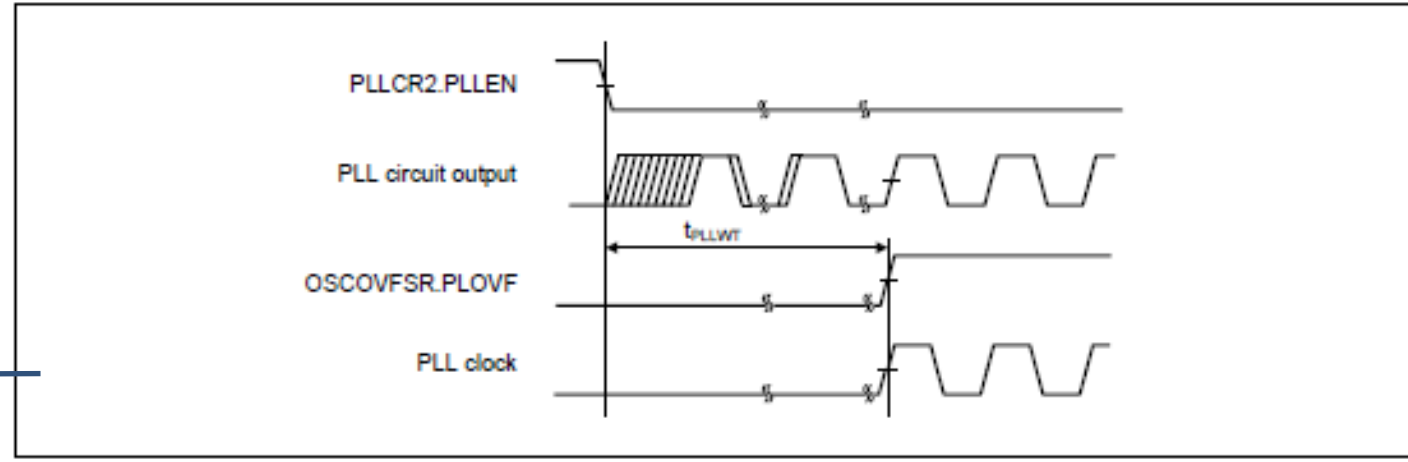 PLLCR2.PLLEN
PLL circuit output
tPLLWT
OSCOVFSR.PLOVF
PLL clock